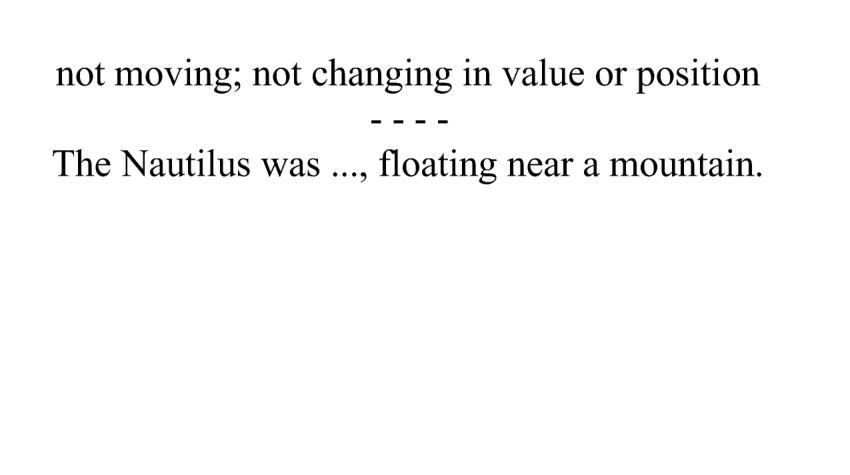 not moving; not changing in value or position
- - - -
The Nautilus was ..., floating near a mountain.